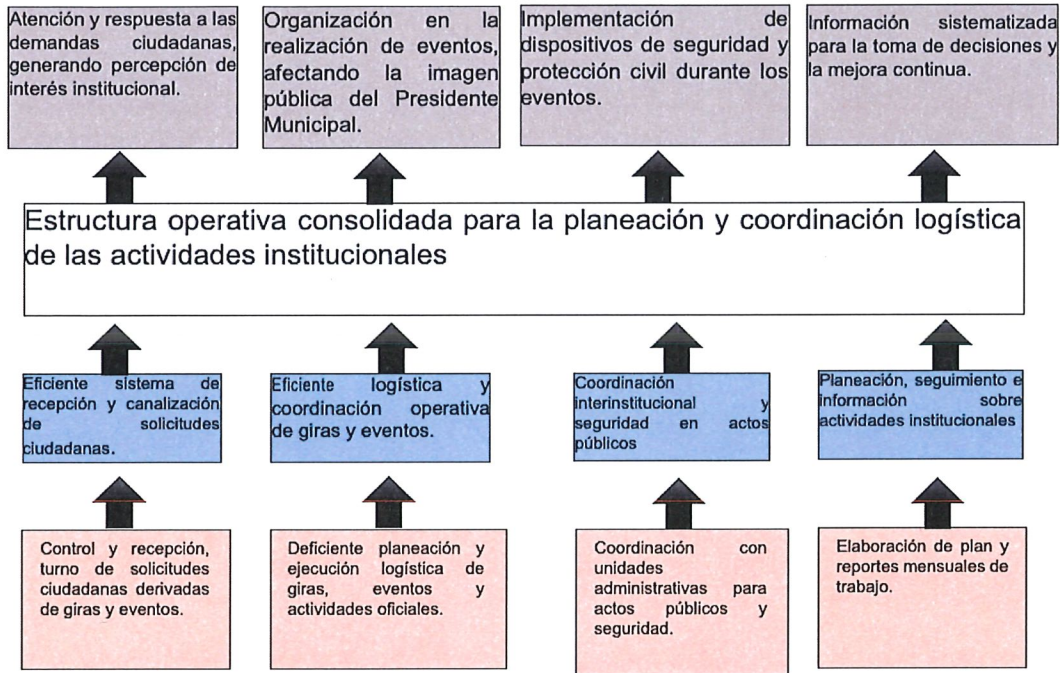 Atención y respuesta a las
demandas ciudadanas,
generando percepción de
interés institucional.
Organización en la
realización de eventos,
afectando la imagen
pública del Presidente
Municipal.
Implementación de
dispositivos de seguridad y
protección civil durante los
eventos.
Información sistematizada
para la toma de decisiones y
la mejora continua.
Estructura operativa consolidada para la planeación y coordinación logística
de las actividades institucionales
Eficiente sistema de
recepción y canalización
de solicitudes
ciudadanas.
Eficiente logística y
coordinación operativa
de giras y eventos.
Coordinación
interinstitucional y
seguridad en actos
públicos
Planeación, seguimiento e
información sobre
actividades institucionales
Control y recepción,
turno de solicitudes
ciudadanas derivadas
de giras y eventos.
Deficiente planeación y
ejecución logística de
giras, eventos y
actividades oficiales.
Coordinación con
unidades
administrativas para
actos públicos y
seguridad.
Elaboración de plan y
reportes mensuales de
trabajo.